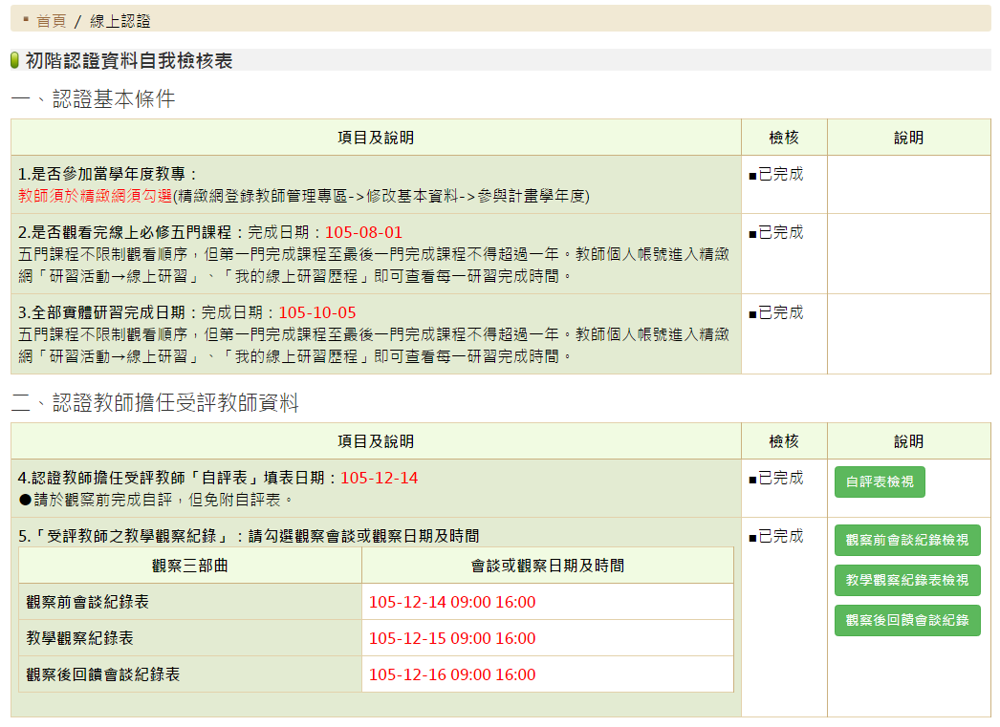 首頁 / 線上認證
初階認證資料自我檢核表
一、認證基本條件
項目及說明 檢核 說明
1.是否參加當學年度教專： ■已完成
教師須於精緻網須勾選(精緻網登錄教師管理專區->修改基本資料->參與計畫學年度)
2.是否觀看完線上必修五門課程：完成日期：105-08-01 ■已完成
五門課程不限制觀看順序，但第一門完成課程至最後一門完成課程不得超過一年。教師個人帳號進入精緻
網「研習活動→線上研習」、「我的線上研習歷程」即可查看每一研習完成時間。
3.全部實體研習完成日期：完成日期：105-10-05 ■已完成
五門課程不限制觀看順序，但第一門完成課程至最後一門完成課程不得超過一年。教師個人帳號進入精緻
網「研習活動→線上研習」、「我的線上研習歷程」即可查看每一研習完成時間。
二、認證教師擔任受評教師資料
項目及說明 檢核 說明
4.認證教師擔任受評教師「自評表」填表日期：105-12-14 ■已完成 自評表檢視
●請於觀察前完成自評，但免附自評表。
5.「受評教師之教學觀察紀錄」：請勾選觀察會談或觀察日期及時間 ■已完成 觀察前會談紀錄檢視
觀察三部曲 會談或觀察日期及時間
教學觀察紀錄表檢視
觀察前會談紀錄表 105-12-14 09:00 16:00
觀察後回饋會談紀錄
教學觀察紀錄表 105-12-15 09:00 16:00
觀察後回饋會談紀錄表 105-12-16 09:00 16:00